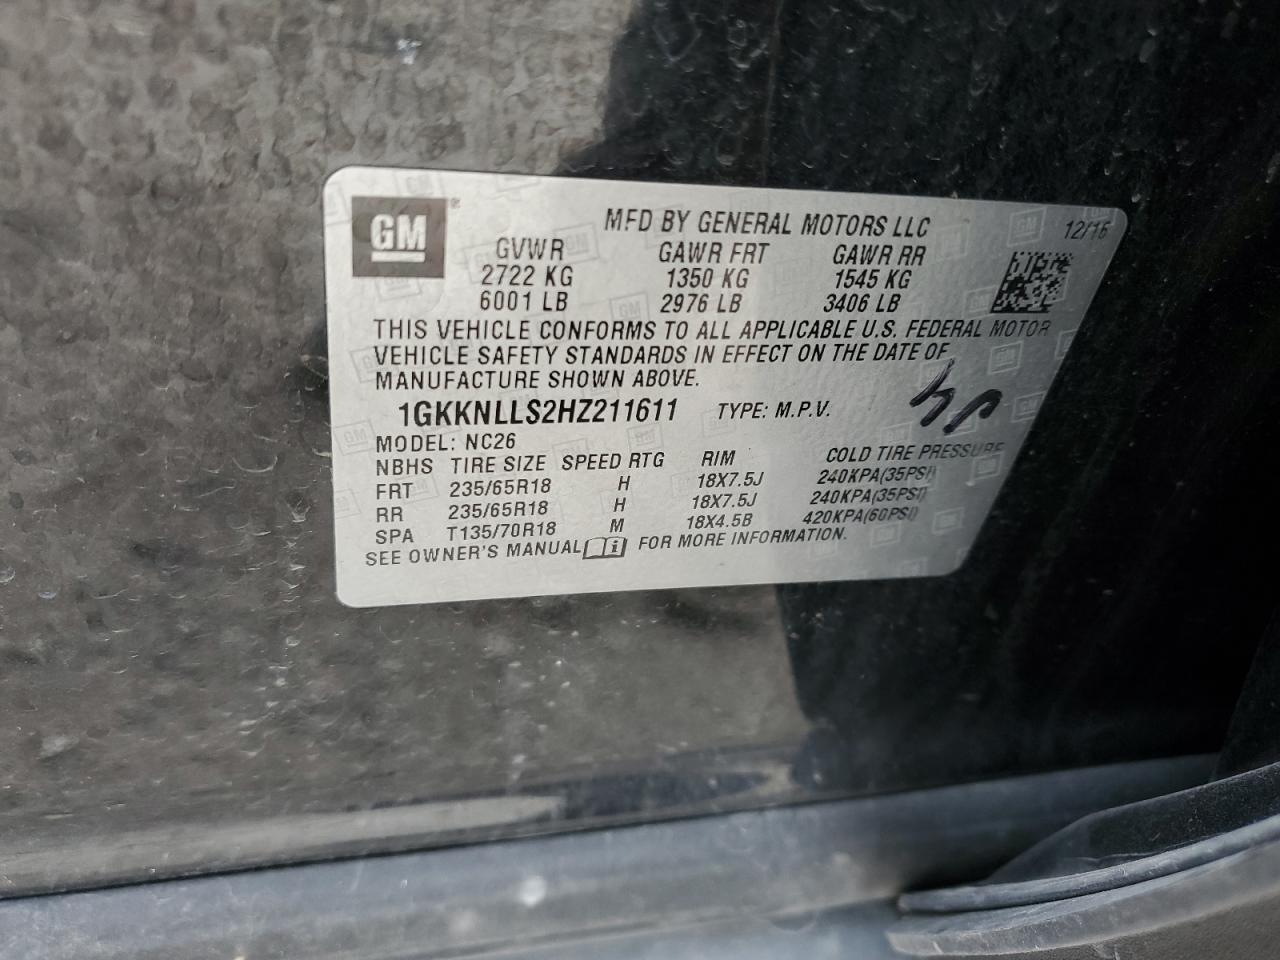 GM ®
MFD BY GENERAL MOTORS LLC 12/16
GVWR GAWR FRT GAWR RR
2722 KG 1350 KG 1545 KG
6001 LB 2976 LB 3406 LB
THIS VEHICLE CONFORMS TO ALL APPLICABLE U.S. FEDERAL MOTOR
VEHICLE SAFETY STANDARDS IN EFFECT ON THE DATE OF
MANUFACTURE SHOWN ABOVE.
1GKKNLLS2HZ211611 TYPE: M.P.V.
MODEL: NC26
NBHS TIRE SIZE SPEED RTG RIM COLD TIRE PRESSURE
FRT 235/65R18 H 18X7.5J 240KPA(35PSI)
RR 235/65R18 H 18X7.5J 240KPA(35PSI)
SPA T135/70R18 M 18X4.5B 420KPA(60PSI)
SEE OWNER'S MANUAL i FOR MORE INFORMATION.